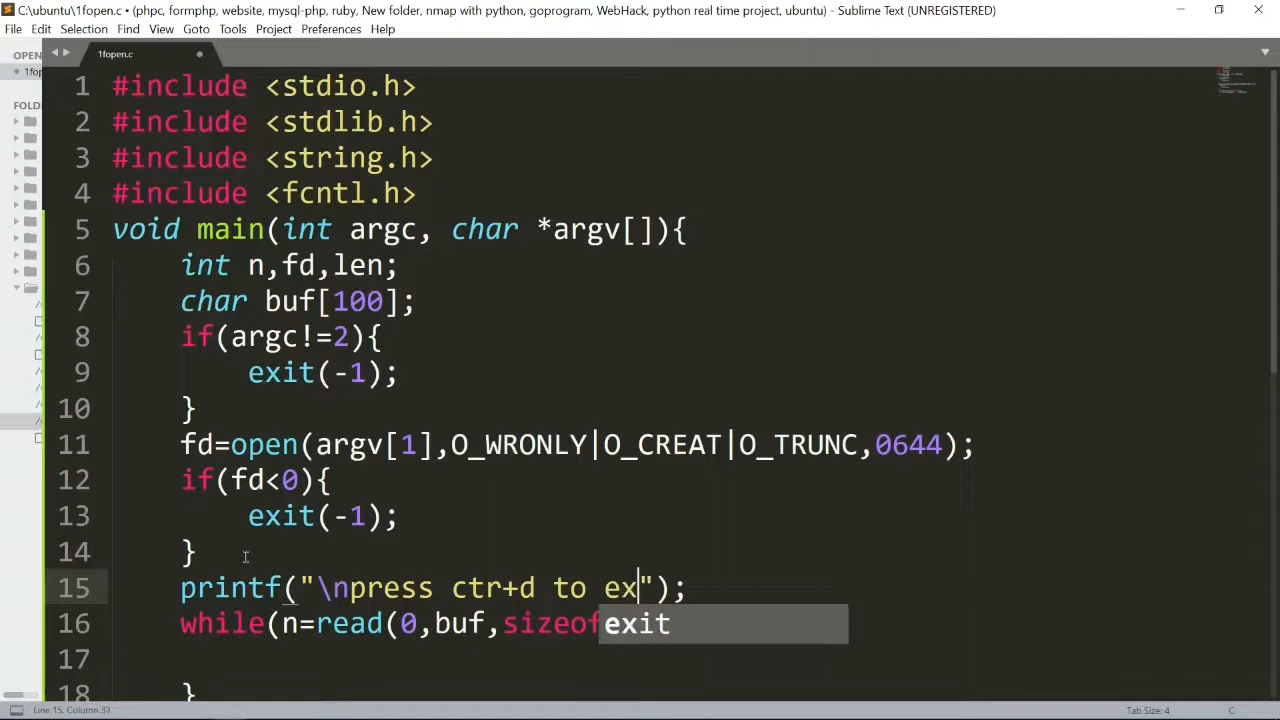 C:\ubuntu\1fopen.c • (phpc, formphp, website, mysql-php, ruby, New folder, nmap with python, goprogram, WebHack, python real time project, ubuntu) - Sublime Text (UNREGISTERED)
File Edit Selection Find View Goto Tools Project Preferences Help
OPEN
1fopen.c
1fop
FOLD
1 #include <stdio.h>
2 #include <stdlib.h>
3 #include <string.h>
4 #include <fcntl.h>
5 void main(int argc, char *argv[]){
6 int n,fd,len;
7 char buf[100];
8 if(argc!=2){
9 exit(-1);
10 }
11 fd=open(argv[1],O_WRONLY|O_CREAT|O_TRUNC,0644);
12 if(fd<0){
13 exit(-1);
14 }
15 printf("\npress ctr+d to ex");
16 while(n=read(0,buf,sizeof
exit
17
18 }
Line 15, Column 37
Tab Size: 4
C